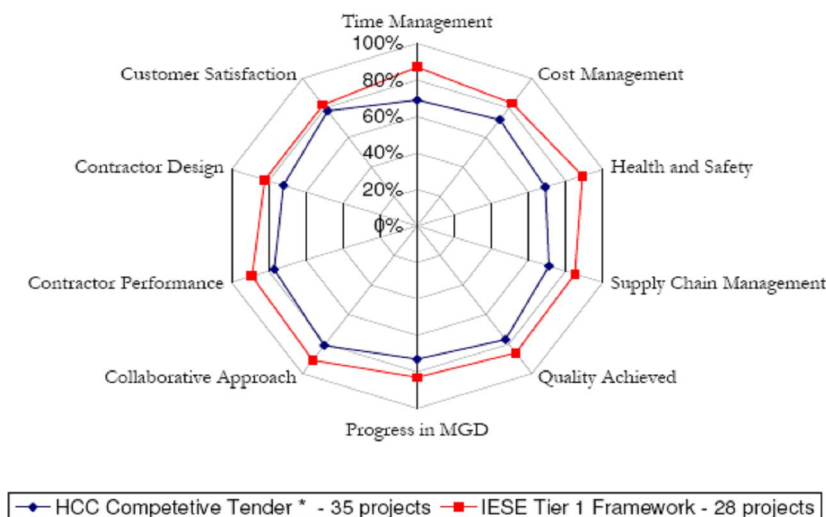 Time Management
100%
Customer Satisfaction
80%
Cost Management
60%
Contractor Design
40%
Health and Safety
20%
0%
Contractor Performance
Supply Chain Management
Collaborative Approach
Quality Achieved
Progress in MGD
HCC Competetive Tender * - 35 projects
IESE Tier 1 Framework - 28 projects